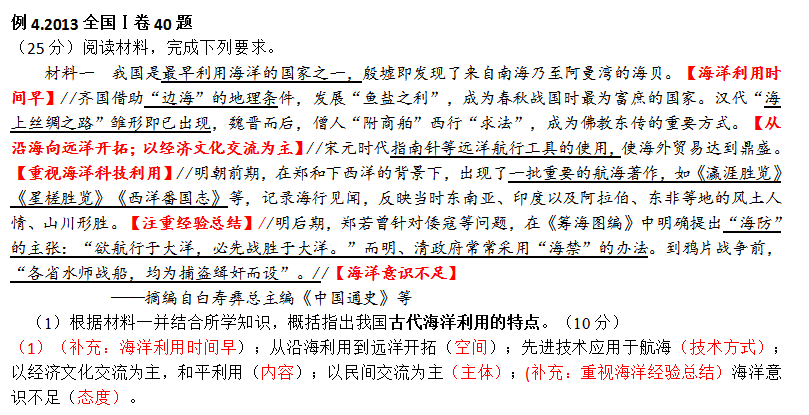 例4.2013全国Ⅰ卷40题
（25分）阅读材料，完成下列要求。
材料一　我国是最早利用海洋的国家之一，殷墟即发现了来自南海乃至阿曼湾的海贝。【海洋利用时
间早】//齐国借助“边海”的地理条件，发展“鱼盐之利”，成为春秋战国时最为富庶的国家。汉代“海
上丝绸之路”雏形即已出现，魏晋而后，僧人“附商舶”西行“求法”，成为佛教东传的重要方式。【从
沿海向远洋开拓；以经济文化交流为主】//宋元时代指南针等远洋航行工具的使用，使海外贸易达到鼎盛。
【重视海洋科技利用】//明朝前期，在郑和下西洋的背景下，出现了一批重要的航海著作，如《瀛涯胜览》
《星槎胜览》《西洋番国志》等，记录海行见闻，反映当时东南亚、印度以及阿拉伯、东非等地的风土人
情、山川形胜。【注重经验总结】//明后期，郑若曾针对倭寇等问题，在《筹海图编》中明确提出“海防”
的主张：“欲航行于大洋，必先战胜于大洋。”而明、清政府常常采用“海禁”的办法。到鸦片战争前，
“各省水师战船，均为捕盗缉奸而设”。//【海洋意识不足】
——摘编自白寿彝总主编《中国通史》等
（1）根据材料一并结合所学知识，概括指出我国古代海洋利用的特点。（10分）
（1）（补充：海洋利用时间早）；从沿海利用到远洋开拓（空间）；先进技术应用于航海（技术方式）；
以经济文化交流为主，和平利用（内容）；以民间交流为主（主体）；(补充：重视海洋经验总结）海洋意
识不足（态度）。